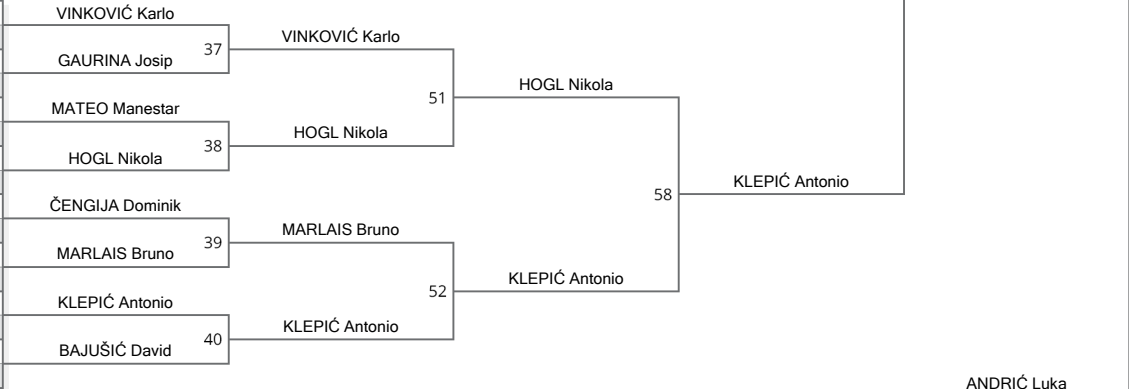 VINKOVIĆ Karlo
37
GAURINA Josip
VINKOVIĆ Karlo
51
MATEO Manestar
38
HOGL Nikola
HOGL Nikola
HOGL Nikola
58
KLEPIĆ Antonio
ČENGIJA Dominik
39
MARLAIS Bruno
MARLAIS Bruno
52
KLEPIĆ Antonio
KLEPIĆ Antonio
40
BAJUŠIĆ David
KLEPIĆ Antonio
ANDRIĆ Luka